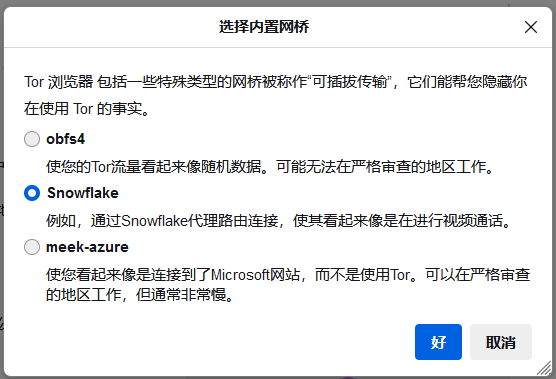 选择内置网桥
Tor 浏览器 包括一些特殊类型的网桥被称作“可插拔传输”，它们能帮您隐藏你
在使用 Tor 的事实。
obfs4
使您的Tor流量看起来像随机数据。可能无法在严格审查的地区工作。
Snowflake
例如，通过Snowflake代理路由连接，使其看起来像是在进行视频通话。
meek-azure
使您看起来像是连接到了Microsoft网站，而不是使用Tor。可以在严格审查
的地区工作，但通常非常慢。
好 取消